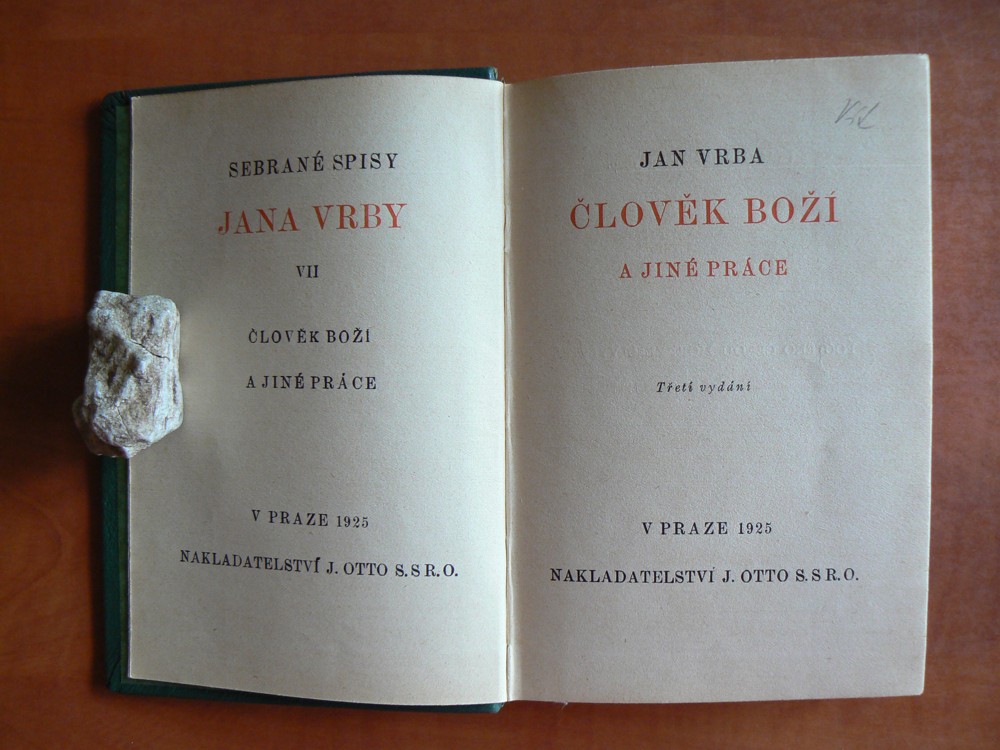 SEBRANÉ SPISY
JANA VRBY
VII
ČLOVĚK BOŽÍ
A JINÉ PRÁCE
V PRAZE 1925
NAKLADATELSTVÍ J. OTTO S.S R.O.
JAN VRBA
ČLOVĚK BOŽÍ
A JINÉ PRÁCE
Třetí vydání
V PRAZE 1925
NAKLADATELSTVÍ J. OTTO S.S R.O.